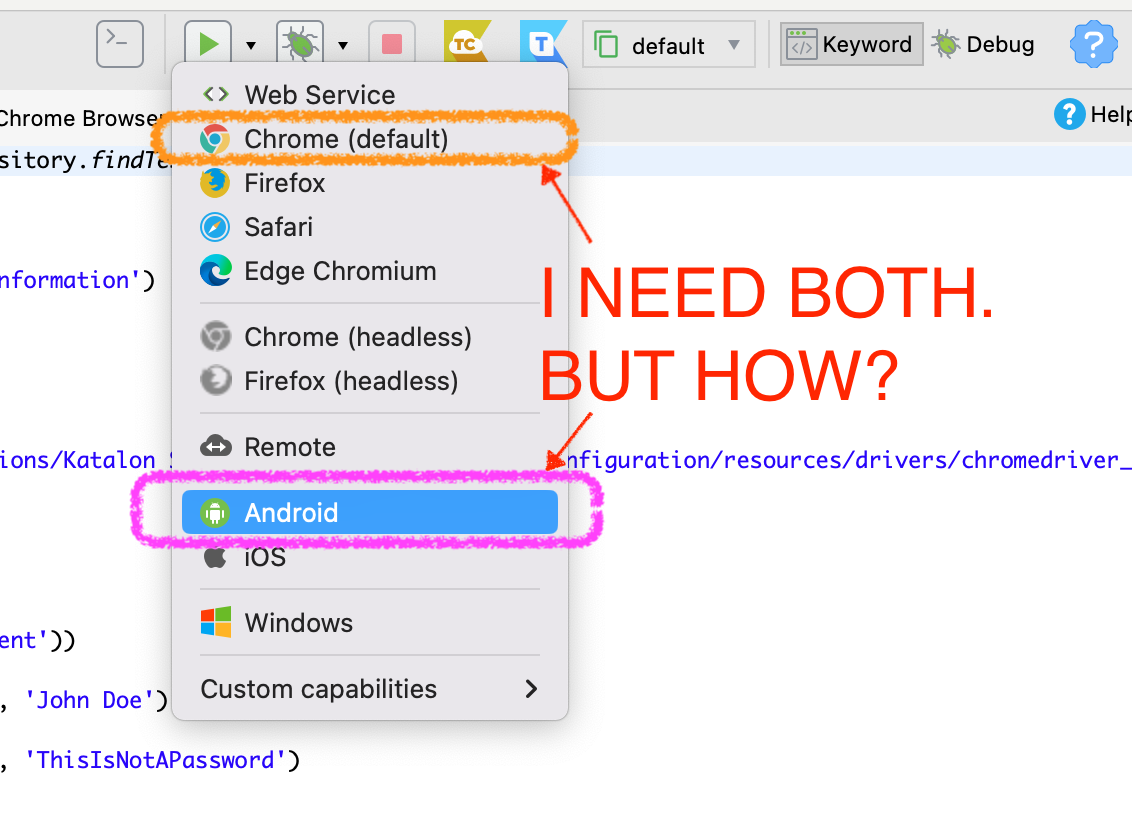 >_
TC
T
default
Keyword
Debug
?
Web Service
Chrome Browser
Chrome (default)
? Help
sitory.findTe
Firefox
Safari
Edge Chromium
nformation')
I NEED BOTH.
Chrome (headless)
BUT HOW?
Firefox (headless)
Remote
ions/Katalon S
nfiguration/resources/drivers/chromedriver_
Android
iOS
Windows
ent'))
Custom capabilities
, 'John Doe')
, 'ThisIsNotAPassword')